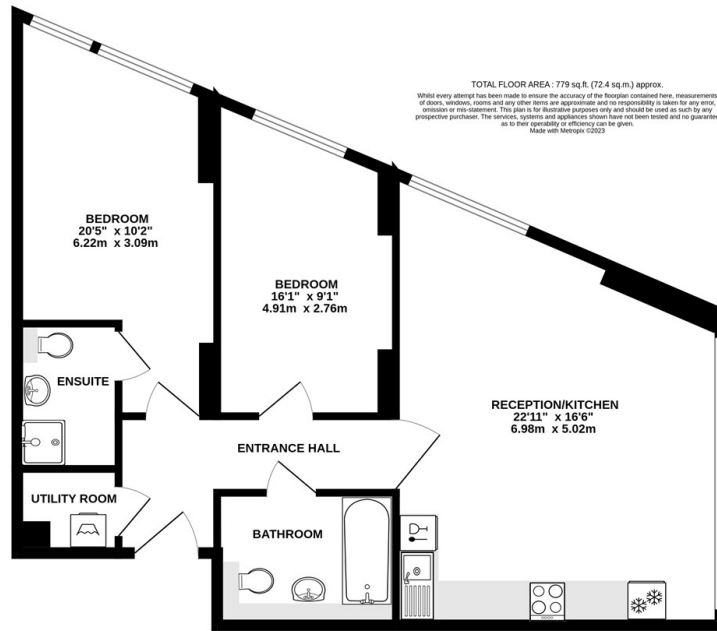 TOTAL FLOOR AREA : 779 sq.ft. (72.4 sq.m.) approx.
Whilst every attempt has been made to ensure the accuracy of the floorplan contained here, measurements
of doors, windows, rooms and any other items are approximate and no responsibility is taken for any error,
omission or mis-statement. This plan is for illustrative purposes only and should be used as such by any
prospective purchaser. The services, systems and appliances shown have not been tested and no guarantee
as to their operability or efficiency can be given.
Made with Metropix ©2023
BEDROOM
20'5" x 10'2"
6.22m x 3.09m
BEDROOM
16'1" x 9'1"
4.91m x 2.76m
ENSUITE
RECEPTION/KITCHEN
22'11" x 16'6"
6.98m x 5.02m
ENTRANCE HALL
UTILITY ROOM
BATHROOM